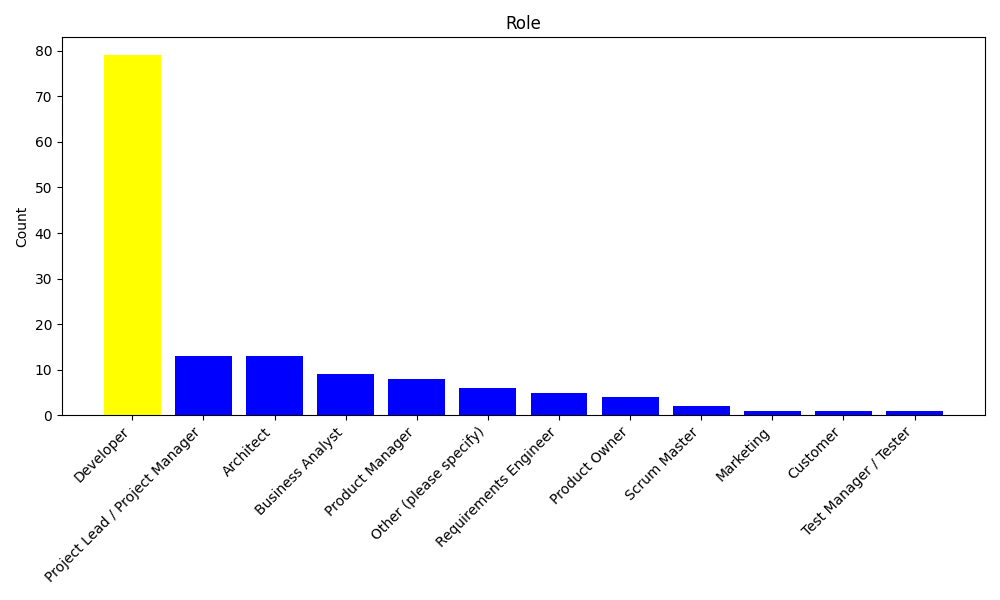 Role
Count
80
70
60
50
40
30
20
10
0
Developer
Project Lead / Project Manager
Architect
Business Analyst
Product Manager
Other (please specify)
Requirements Engineer
Product Owner
Scrum Master
Marketing
Customer
Test Manager / Tester